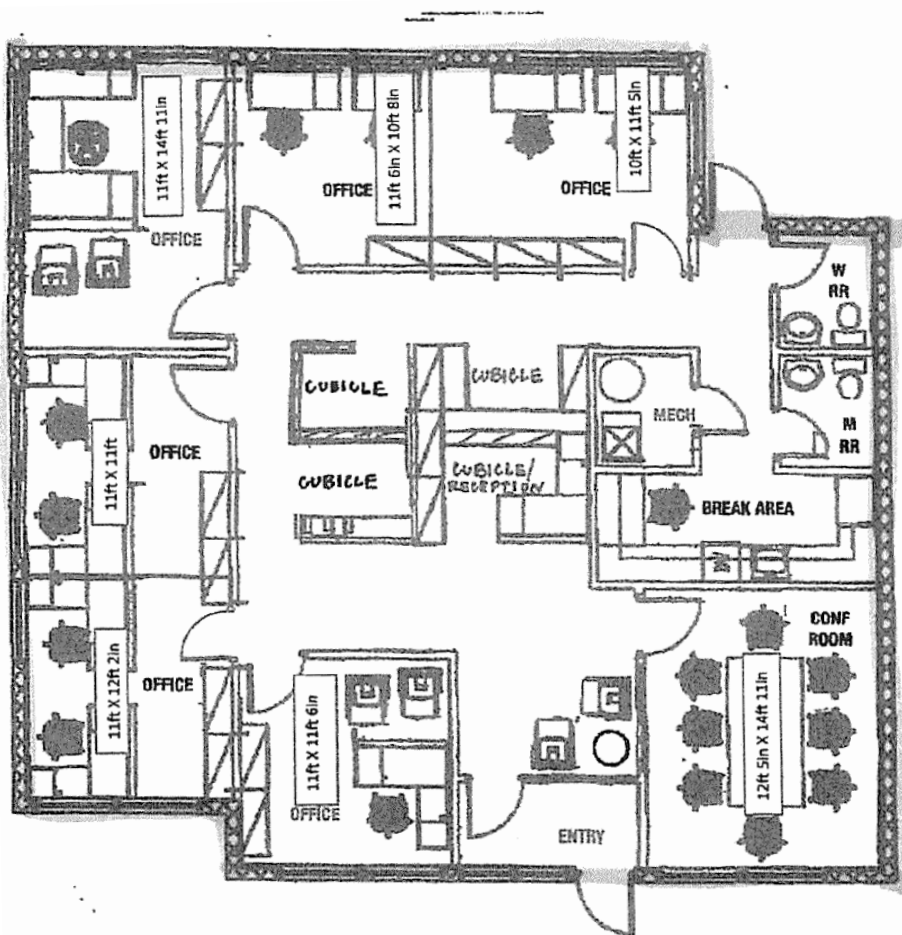 11ft X 14ft 11in
OFFICE
11ft 6in X 10ft 8in
OFFICE
10ft X 11ft 5in
OFFICE
W
RR
M
RR
CUBICLE
CUBICLE
MECH
CUBICLE
CUBICLE/
RECEPTION
11ft X 11ft
OFFICE
BREAK AREA
11ft X 12ft 2in
OFFICE
CONF
ROOM
12ft 5in X 14ft 11in
11ft X 11ft 6in
OFFICE
ENTRY